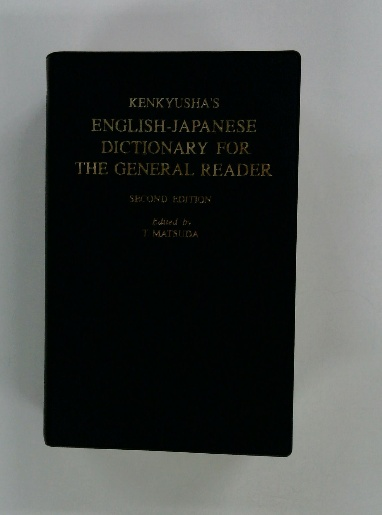 KENKYUSHA'S
ENGLISH-JAPANESE
DICTIONARY FOR
THE GENERAL READER
SECOND EDITION
Edited by
T. MATSUDA